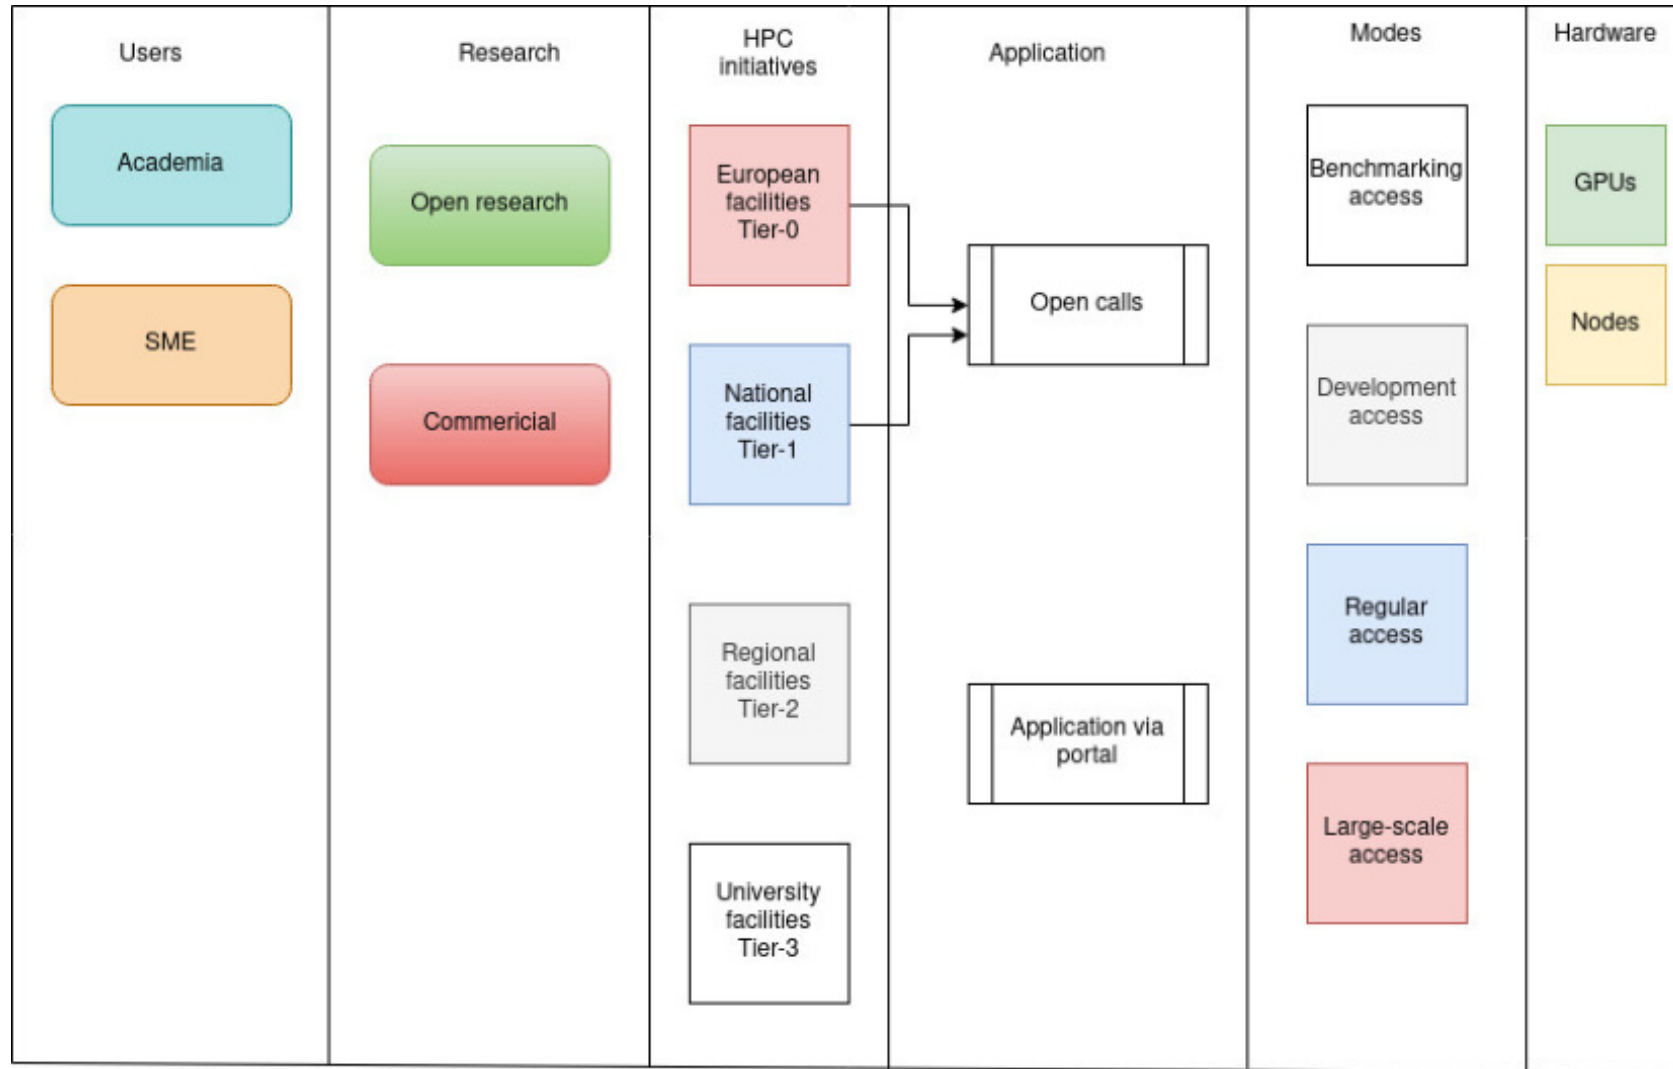 Users
Research
HPC
initiatives
Application
Modes
Hardware
Academia
SME
Open research
Commericial
European
facilities
Tier-0
National
facilities
Tier-1
Regional
facilities
Tier-2
University
facilities
Tier-3
Open calls
Application via
portal
Benchmarking
access
Development
access
Regular
access
Large-scale
access
GPUs
Nodes